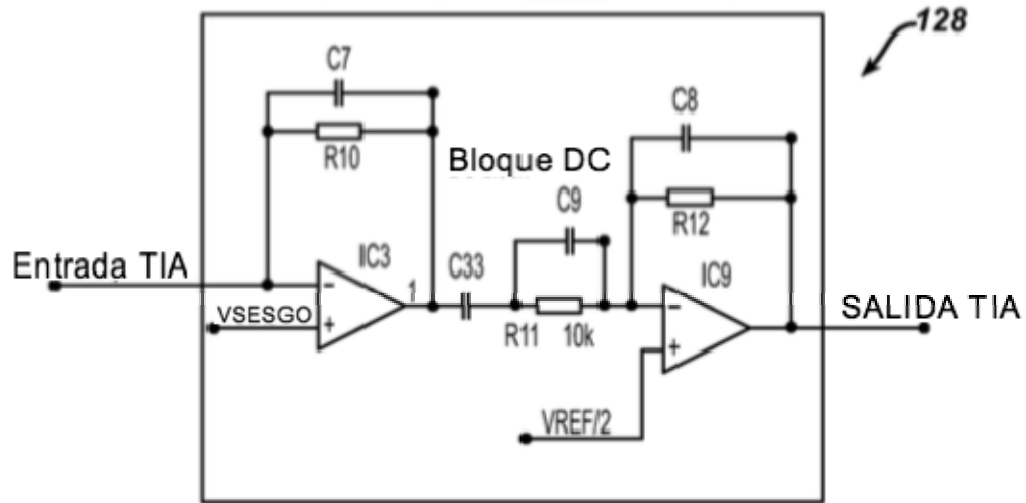 128
C7
R10
Bloque DC
C8
R12
C9
Entrada TIA
IC3
1
C33
IC9
VSESGO
R11 10k
SALIDA TIA
VREF/2